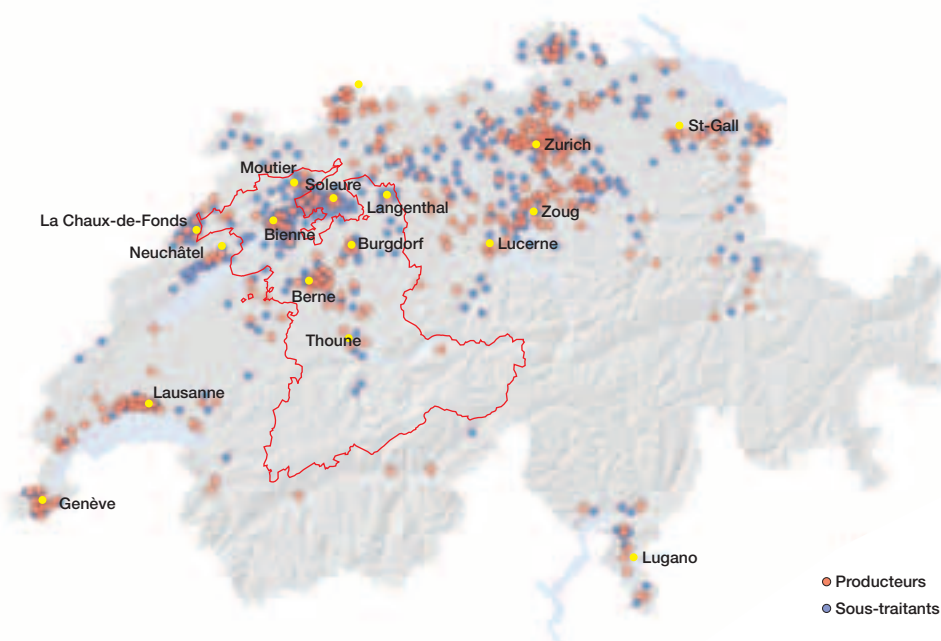 St-Gall
Zurich
Moutier
Soleure
Langenthal
La Chaux-de-Fonds
Zoug
Bienne
Burgdorf
Lucerne
Neuchâtel
Berne
Thoune
Lausanne
Genève
Lugano
Producteurs
Sous-traitants